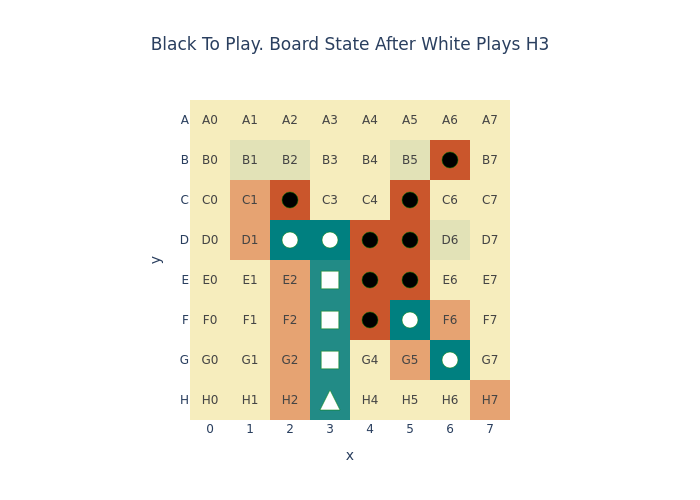 Black To Play. Board State After White Plays H3
A A0 A1 A2 A3 A4 A5 A6 A7
B B0 B1 B2 B3 B4 B5 B7
C C0 C1 C3 C4 C6 C7
D D0 D1 D6 D7
E E0 E1 E2 E6 E7
F F0 F1 F2 F6 F7
G G0 G1 G2 G4 G5 G7
H H0 H1 H2 H4 H5 H6 H7
0 1 2 3 4 5 6 7
x
y